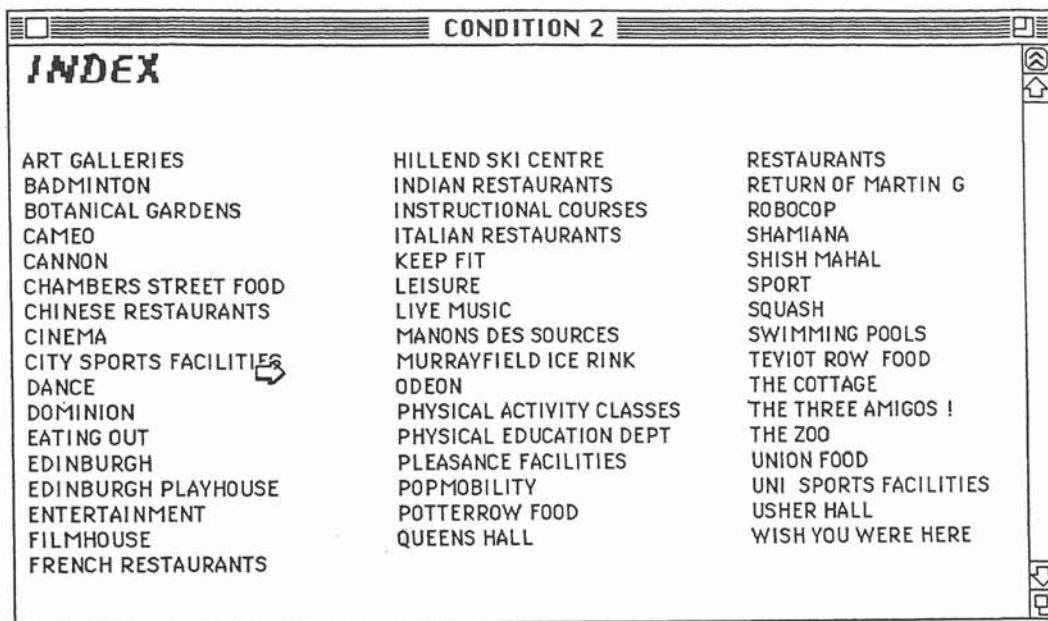 CONDITION 2
INDEX
ART GALLERIES
BADMINTON
BOTANICAL GARDENS
CAMEO
CANNON
CHAMBERS STREET FOOD
CHINESE RESTAURANTS
CINEMA
CITY SPORTS FACILITIES
DANCE
DOMINION
EATING OUT
EDINBURGH
EDINBURGH PLAYHOUSE
ENTERTAINMENT
FILMHOUSE
FRENCH RESTAURANTS
HILLEND SKI CENTRE
INDIAN RESTAURANTS
INSTRUCTIONAL COURSES
ITALIAN RESTAURANTS
KEEP FIT
LEISURE
LIVE MUSIC
MANONS DES SOURCES
MURRAYFIELD ICE RINK
ODEON
PHYSICAL ACTIVITY CLASSES
PHYSICAL EDUCATION DEPT
PLEASANCE FACILITIES
POPMOBILITY
POTTERROW FOOD
QUEENS HALL
RESTAURANTS
RETURN OF MARTIN G
ROBOCOP
SHAMIANA
SHISH MAHAL
SPORT
SQUASH
SWIMMING POOLS
TEVIOT ROW FOOD
THE COTTAGE
THE THREE AMIGOS !
THE ZOO
UNION FOOD
UNI SPORTS FACILITIES
USHER HALL
WISH YOU WERE HERE